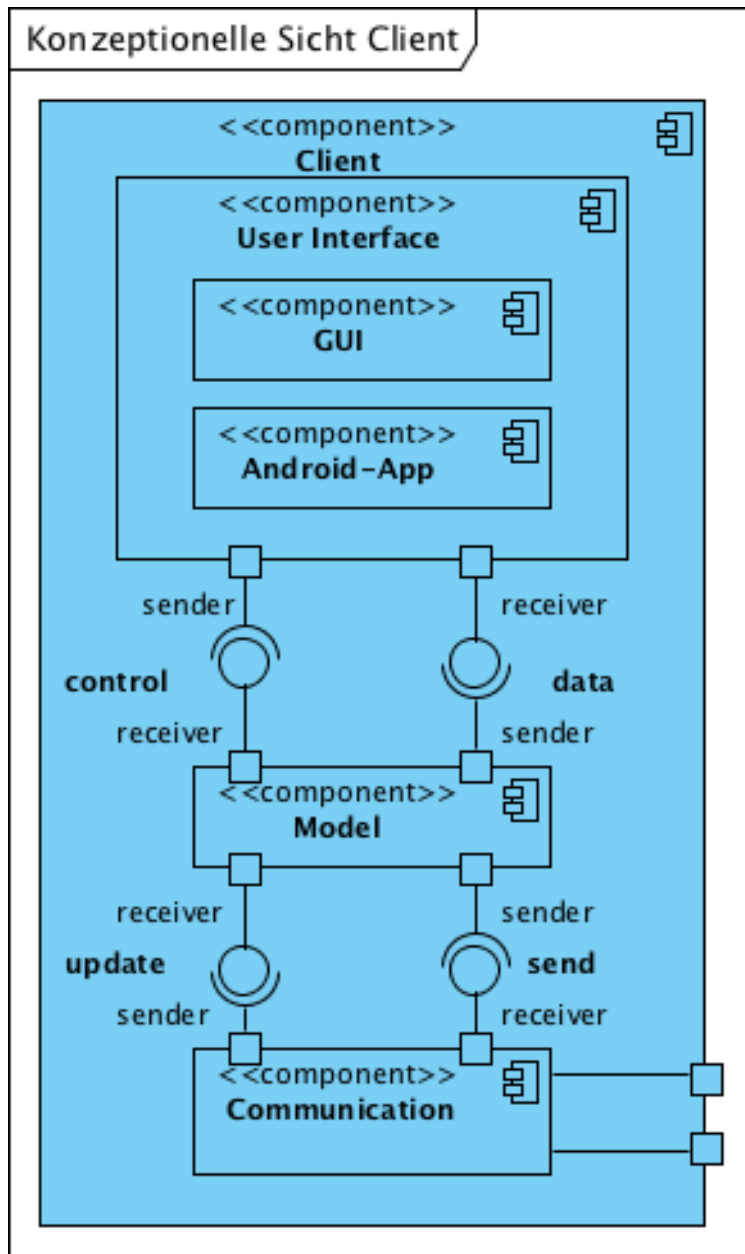 Konzeptionelle Sicht Client
<<component>>
Client
<<component>>
User Interface
<<component>>
GUI
<<component>>
Android-App
sender
receiver
control
data
receiver
sender
<<component>>
Model
receiver
sender
update
send
sender
receiver
<<component>>
Communication